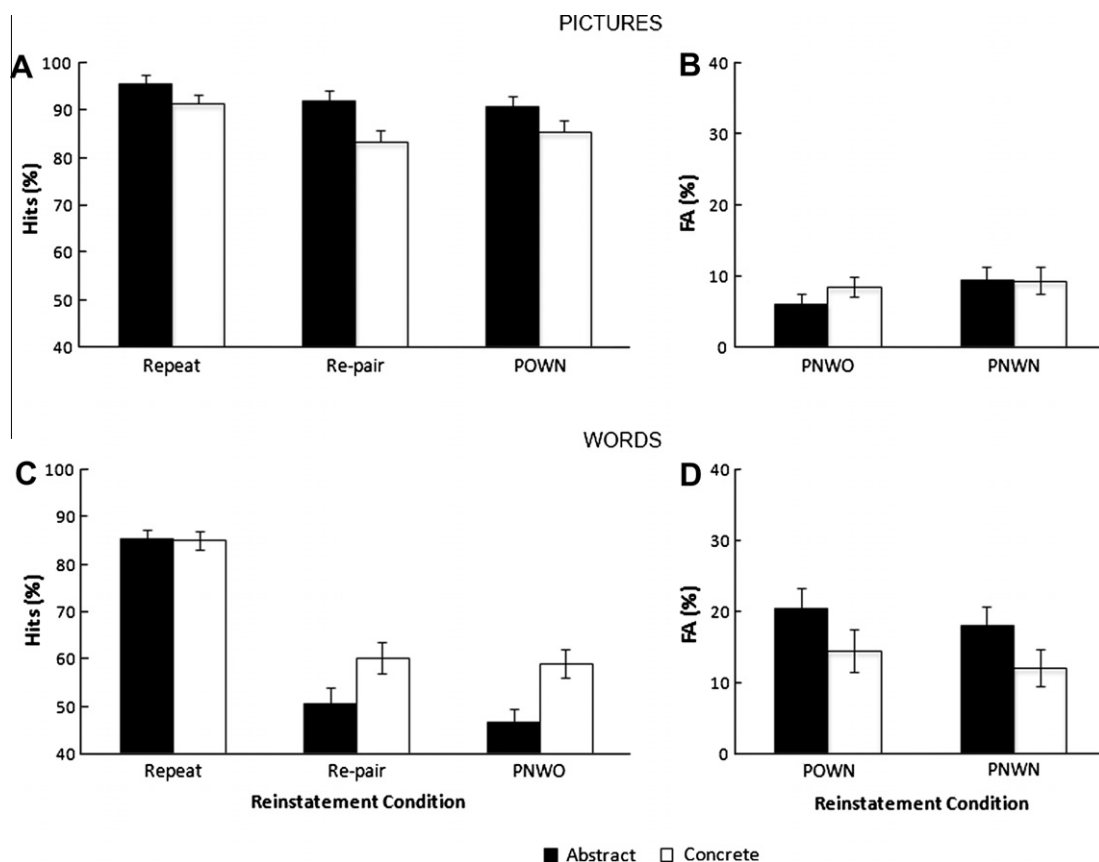 PICTURES
A
Hits (%)
100
90
80
70
60
50
40
Repeat Re-pair POWN
B
FA (%)
40
30
20
10
0
PNWO PNWN
WORDS
C
Hits (%)
100
90
80
70
60
50
40
Repeat Re-pair PNWO
Reinstatement Condition
D
FA (%)
40
30
20
10
0
POWN PNWN
Reinstatement Condition
Abstract Concrete